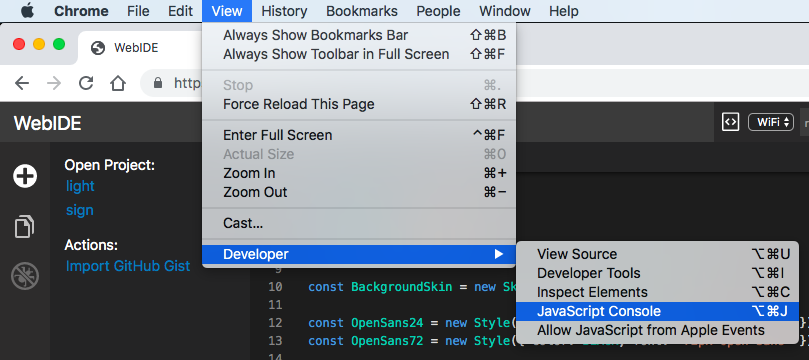 Chrome File Edit View History Bookmarks People Window Help
WebIDE
Always Show Bookmarks Bar ⇧⌘B
Always Show Toolbar in Full Screen ⇧⌘F
Stop ⌘.
Force Reload This Page ⇧⌘R
Enter Full Screen ^⌘F
Actual Size ⌘0
Zoom In ⌘+
Zoom Out ⌘−
Cast...
Developer
View Source ⌥⌘U
Developer Tools ⌥⌘I
Inspect Elements ⌥⌘C
JavaScript Console ⌥⌘J
Allow JavaScript from Apple Events
WebIDE
WiFi
Open Project:
light
sign
Actions:
Import GitHub Gist
9
10 const BackgroundSkin = new
11
12 const OpenSans24 = new Style(
13 const OpenSans72 = new Style(
14